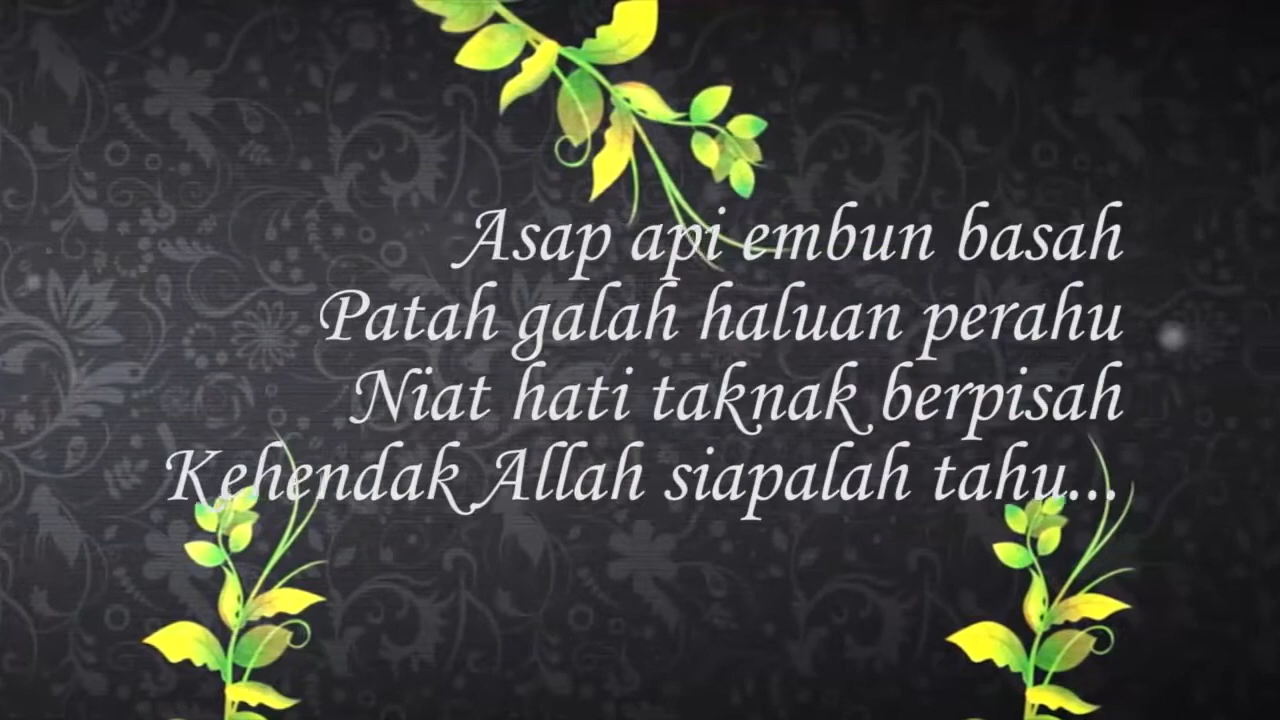 Asap api embun basah
Patah galah haluan perahu
Niat hati taknak berpisah
Kehendak Allah siapalah tahu...